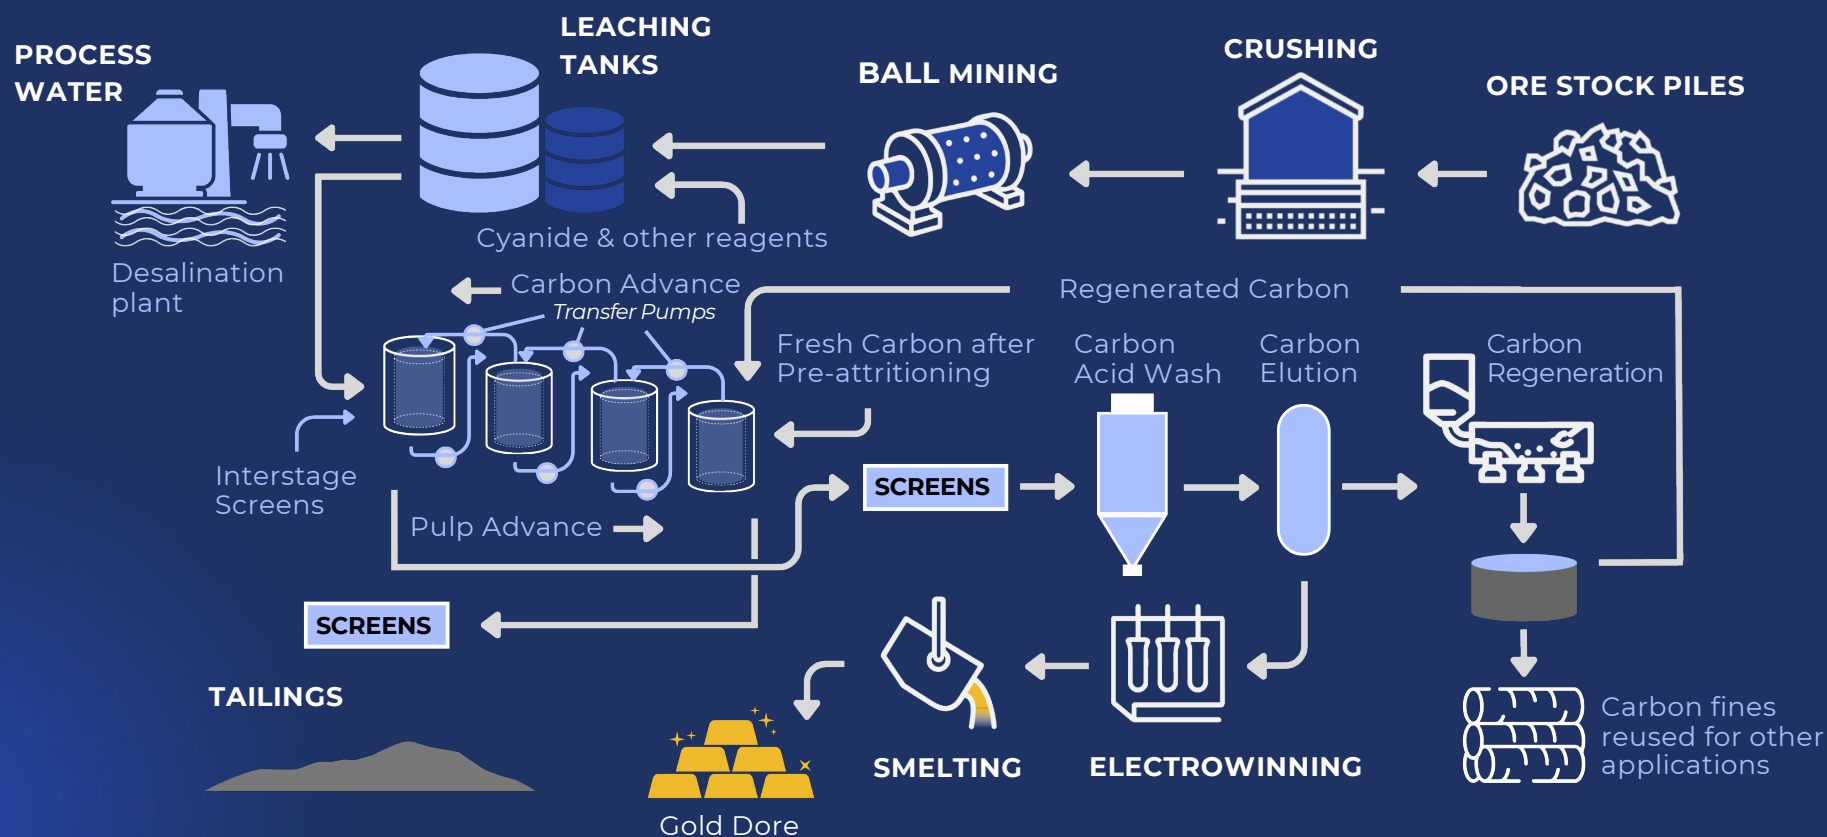 PROCESS
WATER
LEACHING
TANKS
BALL MINING
CRUSHING
ORE STOCK PILES
Cyanide & other reagents
Desalination
plant
Carbon Advance
Transfer Pumps
Regenerated Carbon
Fresh Carbon after
Pre-attritioning
Carbon
Acid Wash
Carbon
Elution
Carbon
Regeneration
Interstage
Screens
SCREENS
Pulp Advance
SCREENS
TAILINGS
Gold Dore
SMELTING
ELECTROWINNING
Carbon fines
reused for other
applications